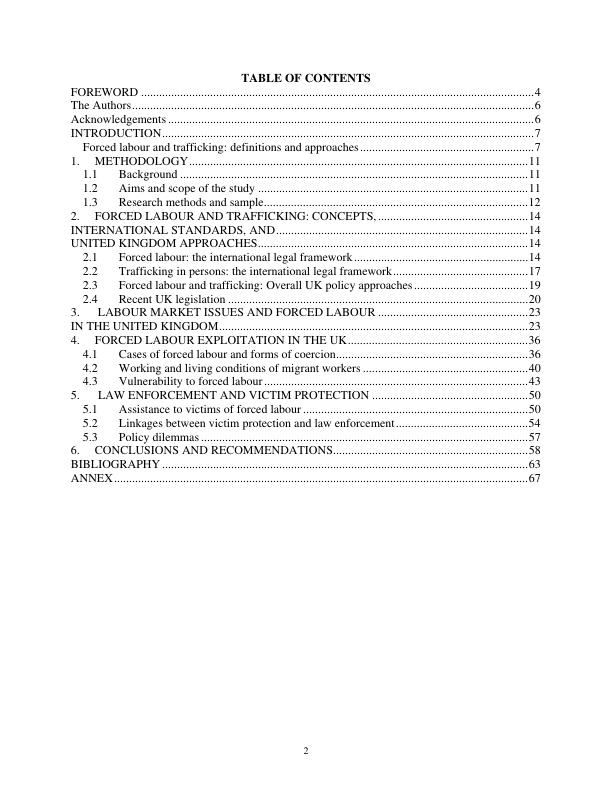 TABLE OF CONTENTS
FOREWORD ....................................................................................................................................4
The Authors......................................................................................................................................6
Acknowledgements ..........................................................................................................................6
INTRODUCTION............................................................................................................................7
Forced labour and trafficking: definitions and approaches...........................................................7
1. METHODOLOGY.................................................................................................................11
1.1 Background .....................................................................................................................11
1.2 Aims and scope of the study ...........................................................................................11
1.3 Research methods and sample.........................................................................................12
2. FORCED LABOUR AND TRAFFICKING: CONCEPTS, ..................................................14
INTERNATIONAL STANDARDS, AND....................................................................................14
UNITED KINGDOM APPROACHES..........................................................................................14
2.1 Forced labour: the international legal framework...........................................................14
2.2 Trafficking in persons: the international legal framework..............................................17
2.3 Forced labour and trafficking: Overall UK policy approaches.......................................19
2.4 Recent UK legislation .....................................................................................................20
3. LABOUR MARKET ISSUES AND FORCED LABOUR ...................................................23
IN THE UNITED KINGDOM.......................................................................................................23
4. FORCED LABOUR EXPLOITATION IN THE UK............................................................36
4.1 Cases of forced labour and forms of coercion.................................................................36
4.2 Working and living conditions of migrant workers ........................................................40
4.3 Vulnerability to forced labour.........................................................................................43
5. LAW ENFORCEMENT AND VICTIM PROTECTION .....................................................50
5.1 Assistance to victims of forced labour ............................................................................50
5.2 Linkages between victim protection and law enforcement.............................................54
5.3 Policy dilemmas ..............................................................................................................57
6. CONCLUSIONS AND RECOMMENDATIONS.................................................................58
BIBLIOGRAPHY ..........................................................................................................................63
ANNEX..........................................................................................................................................67
2